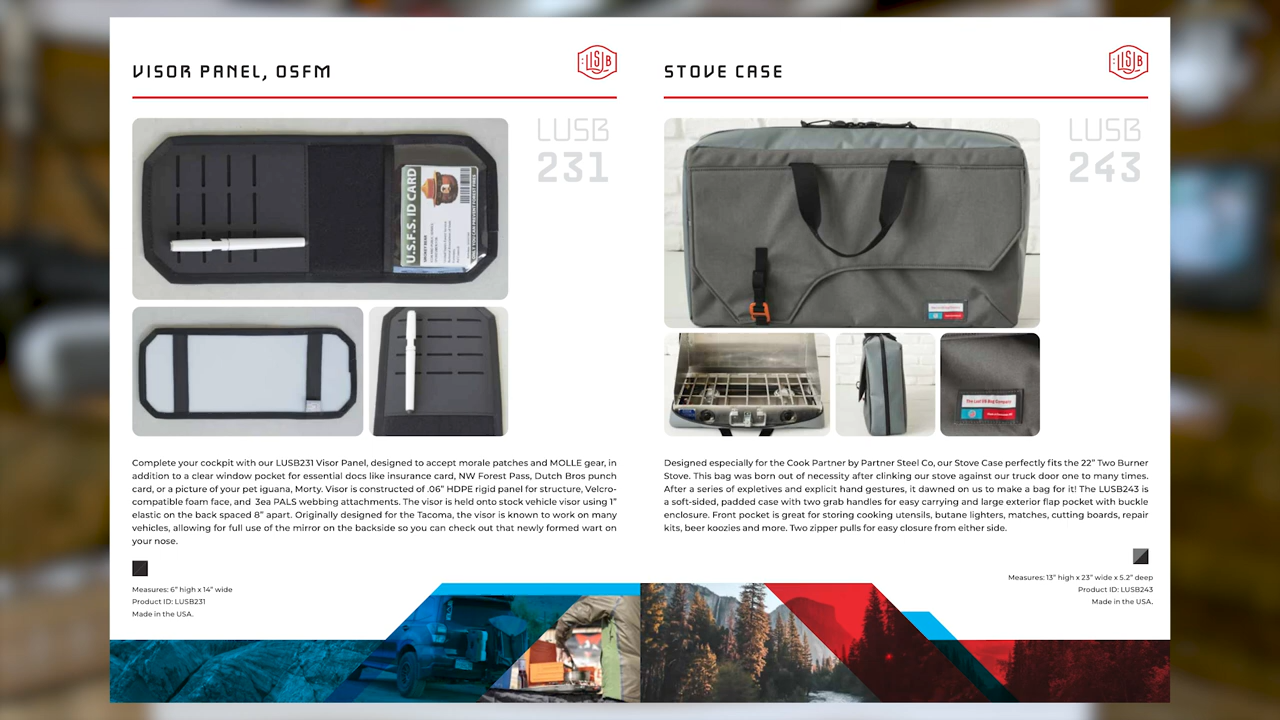 VISOR PANEL, OSFM
LUSB
LUSB
231
U.S.F.S. ID CARD
Complete your cockpit with our LUSB231 Visor Panel, designed to accept morale patches and MOLLE gear, in
addition to a clear window pocket for essential docs like insurance card, NW Forest Pass, Dutch Bros punch
card, or a picture of your pet iguana, Morty. Visor is constructed of .06” HDPE rigid panel for structure, Velcro-
compatible foam face, and 3ea PALS webbing attachments. The visor is held onto stock vehicle visor using 1”
elastic on the back spaced 8” apart. Originally designed for the Tacoma, the visor is known to work on many
vehicles, allowing for full use of the mirror on the backside so you can check out that newly formed wart on
your nose.
Measures: 6” high x 14” wide
Product ID: LUSB231
Made in the USA.
STOVE CASE
LUSB
LUSB
243
The Last US Bag Company
Designed especially for the Cook Partner by Partner Steel Co, our Stove Case perfectly fits the 22” Two Burner
Stove. This bag was born out of necessity after clinking our stove against our truck door one too many times.
After a series of expletives and explicit hand gestures, it dawned on us to make a bag for it! The LUSB243 is
a soft-sided, padded case with two grab handles for easy carrying and large exterior flap pocket with buckle
enclosure. Front pocket is great for storing cooking utensils, butane lighters, matches, cutting boards, repair
kits, beer koozies and more. Two zipper pulls for easy closure from either side.
Measures: 13” high x 23” wide x 5.2” deep
Product ID: LUSB243
Made in the USA.